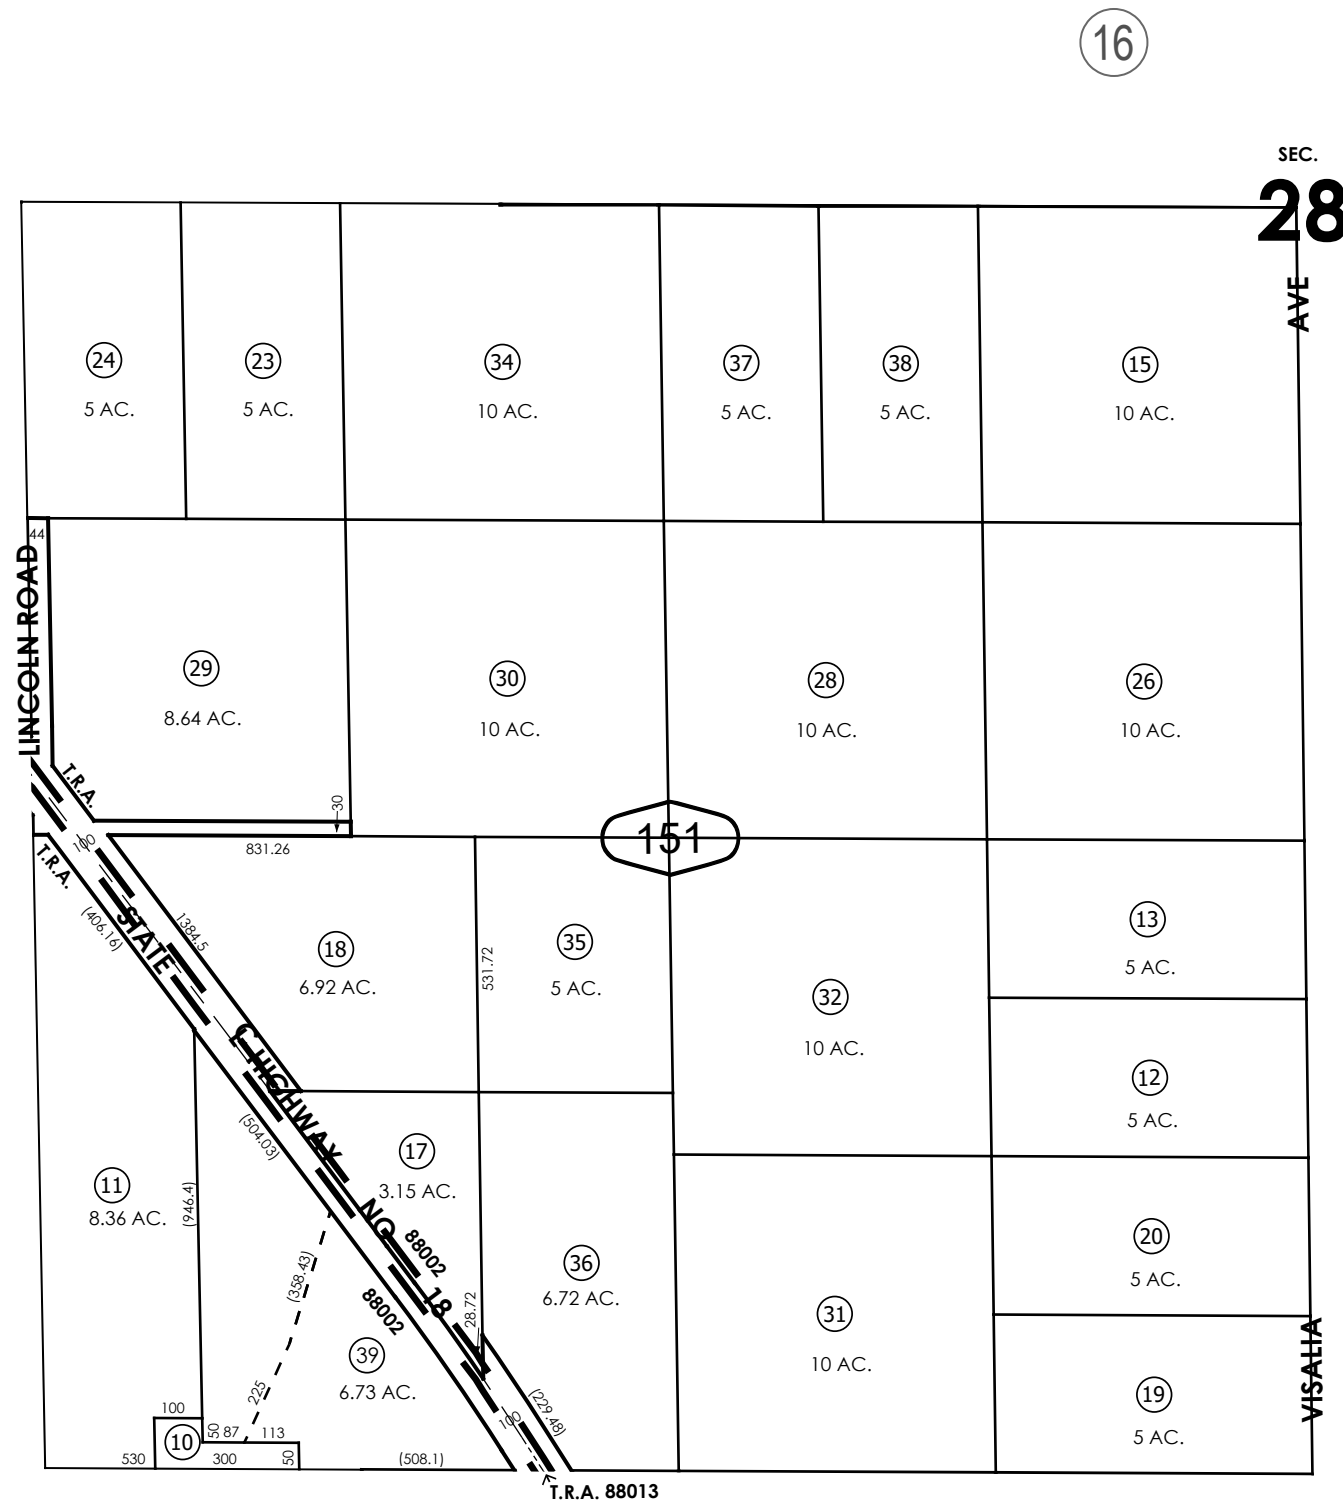 16
SEC.
28
AVE
24
5 AC.
23
5 AC.
34
10 AC.
37
5 AC.
38
5 AC.
15
10 AC.
44
LINCOLN ROAD
29
8.64 AC.
30
10 AC.
28
10 AC.
26
10 AC.
T.R.A.
30
151
100
831.26
T.R.A.
(406.16)
STATE
1384.5
18
6.92 AC.
531.72
35
5 AC.
32
10 AC.
13
5 AC.
12
5 AC.
HIGHWAY
(504.03)
17
3.15 AC.
11
8.36 AC.
(946.4)
(358.43)
NO
88002
18
88002
28.72
36
6.72 AC.
31
10 AC.
20
5 AC.
19
5 AC.
VISALIA
39
6.73 AC.
225
100
10
50
87
113
530
300
50
(508.1)
100
(229.48)
T.R.A. 88013